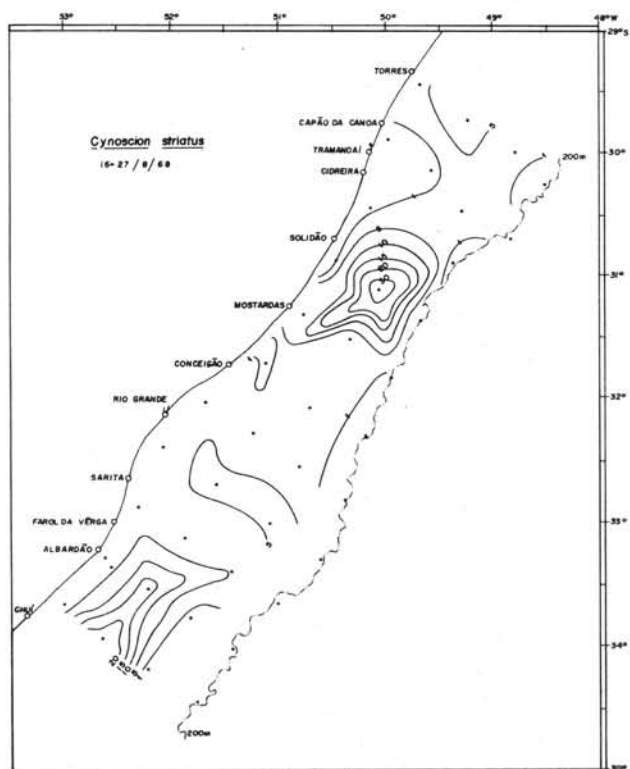 53° 52° 51° 50° 49° 48°W
29°S
TORRES
CAPÃO DA CANOA
Cynoscion striatus
TRAMANDAÍ
16-27/8/68
CIDREIRA
200m
30°
SOLIDÃO
31°
MOSTARDAS
CONCEIÇÃO
32°
RIO GRANDE
SARITA
FAROL DA VERGA
33°
ALBARDÃO
CHUÍ
34°
200m